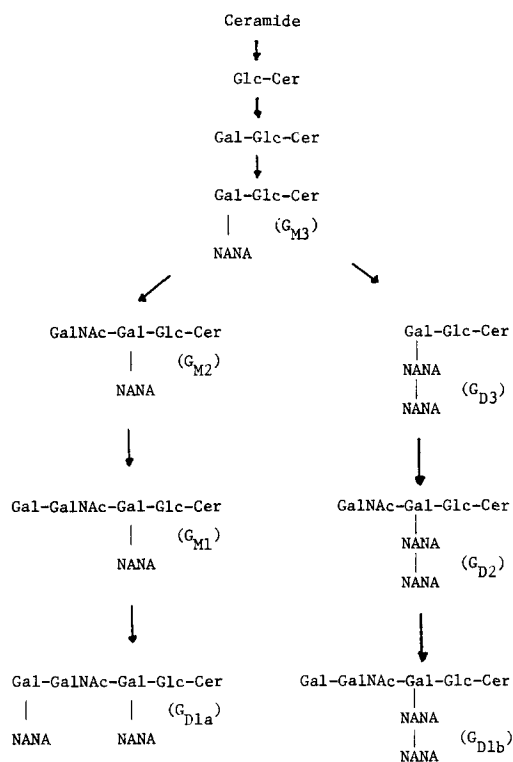 Ceramide
Glc-Cer
Gal-Glc-Cer
Gal-Glc-Cer
(GM3)
NANA
GalNAc-Gal-Glc-Cer
(GM2)
NANA
Gal-GalNAc-Gal-Glc-Cer
(GM1)
NANA
Gal-GalNAc-Gal-Glc-Cer
(GD1a)
NANA NANA
Gal-Glc-Cer
NANA
(GD3)
NANA
GalNAc-Gal-Glc-Cer
NANA
(GD2)
NANA
Gal-GalNAc-Gal-Glc-Cer
NANA
(GD1b)
NANA